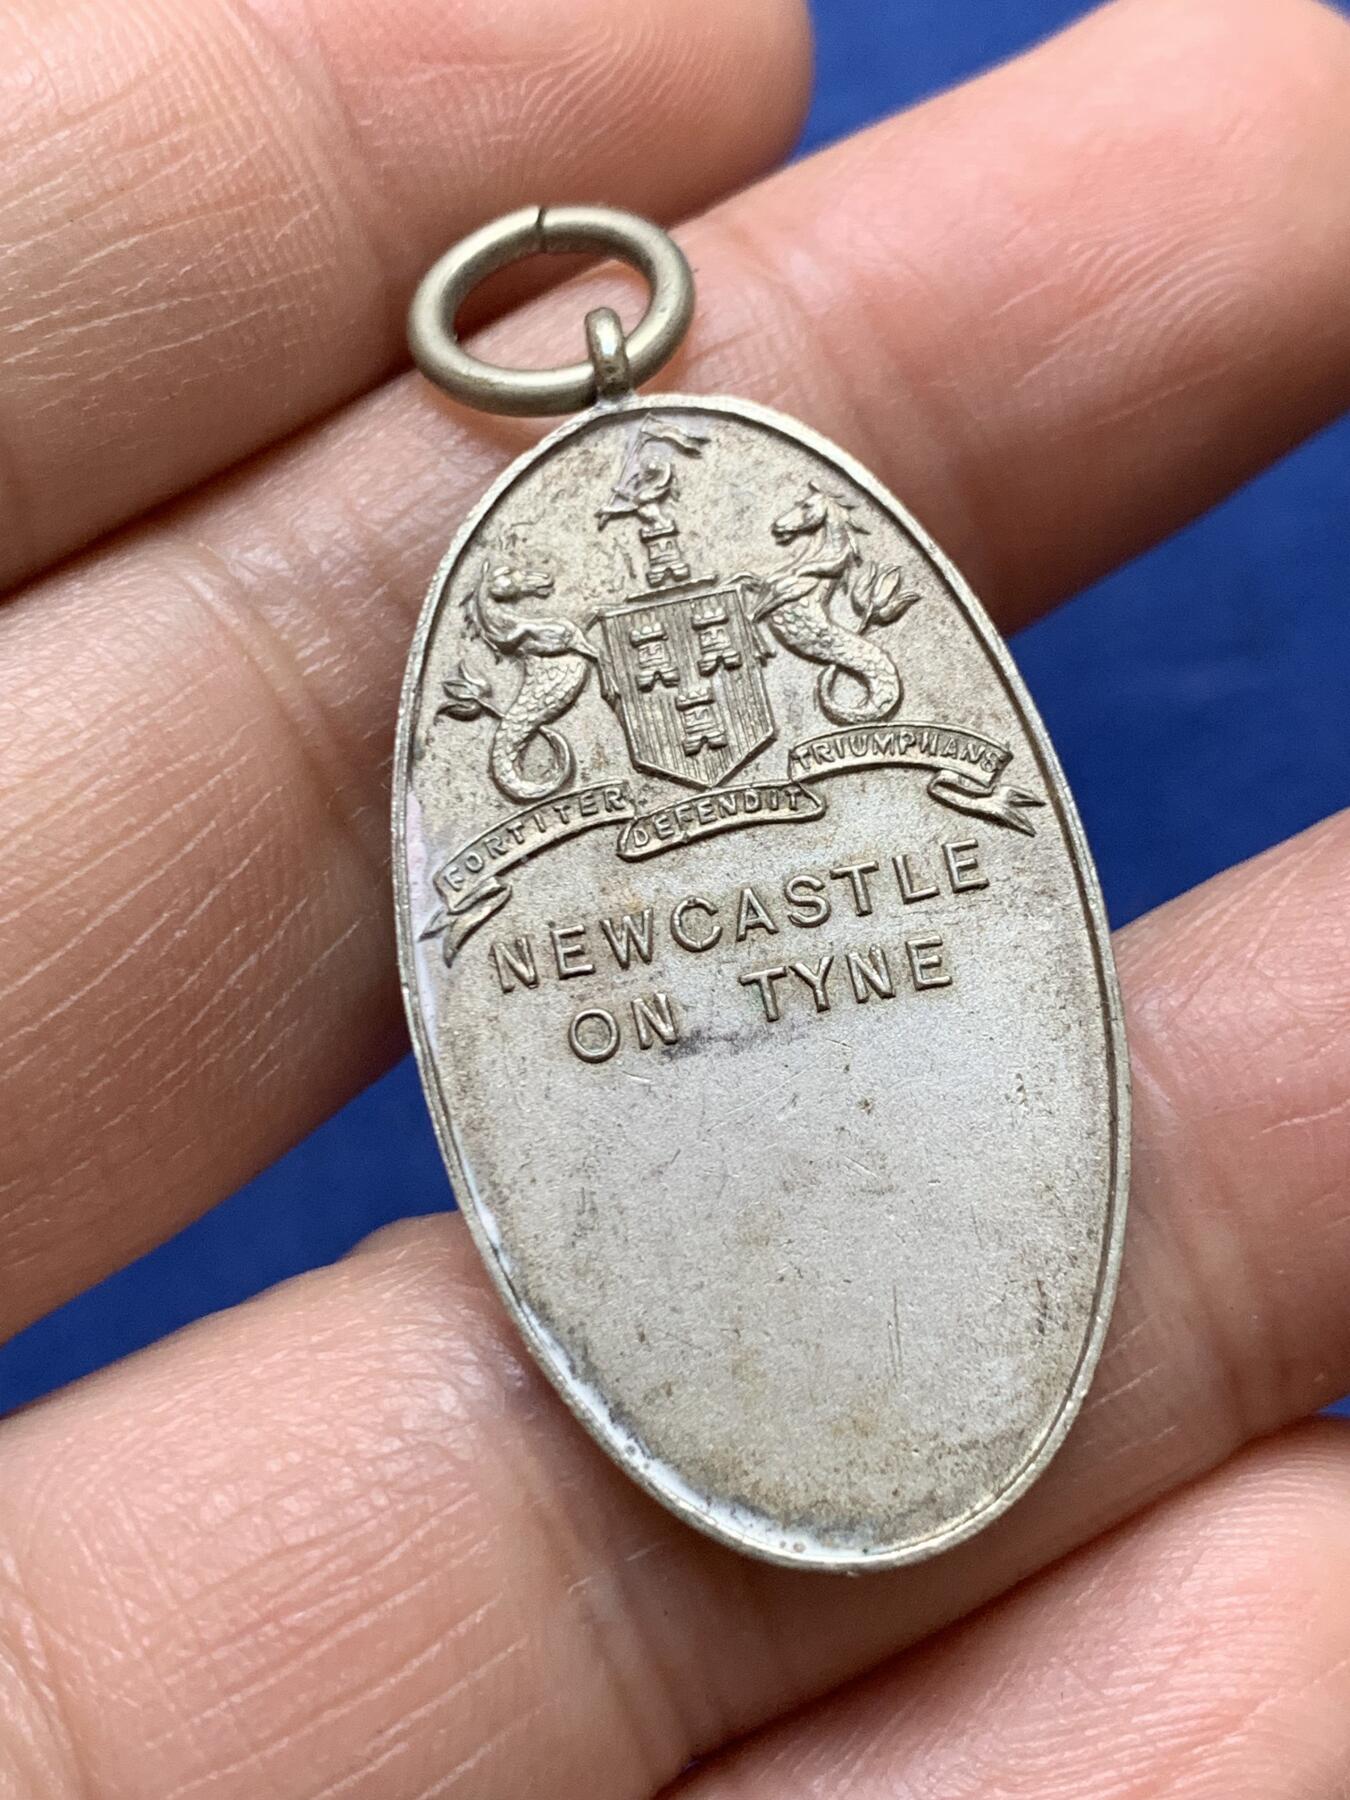 FORTITER DEFENDIT TRIUMPHANS
NEWCASTLE
ON TYNE